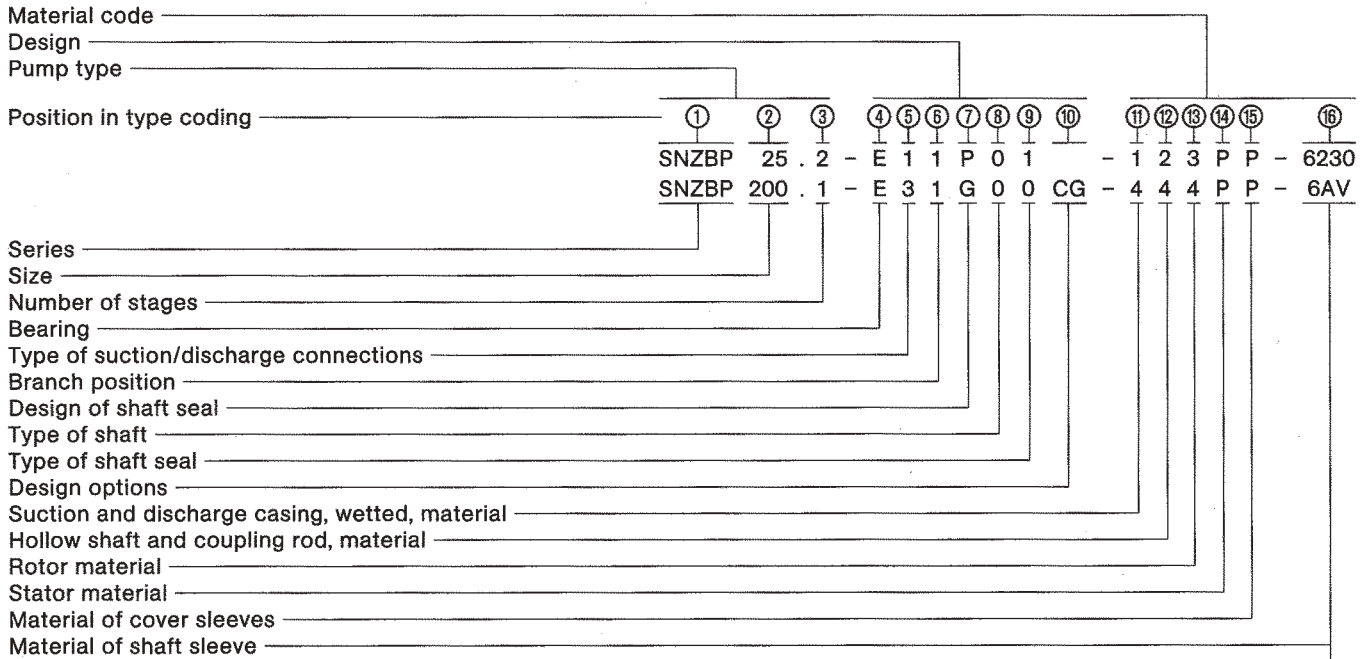 Material code
Design
Pump type
Position in type coding ① ② ③ ④ ⑤ ⑥ ⑦ ⑧ ⑨ ⑩ ⑪ ⑫ ⑬ ⑭ ⑮ ⑯
SNZBP 25 . 2 – E 1 1 P 0 1 – 1 2 3 P P – 6230
SNZBP 200 . 1 – E 3 1 G 0 0 CG – 4 4 4 P P – 6AV
Series
Size
Number of stages
Bearing
Type of suction/discharge connections
Branch position
Design of shaft seal
Type of shaft
Type of shaft seal
Design options
Suction and discharge casing, wetted, material
Hollow shaft and coupling rod, material
Rotor material
Stator material
Material of cover sleeves
Material of shaft sleeve